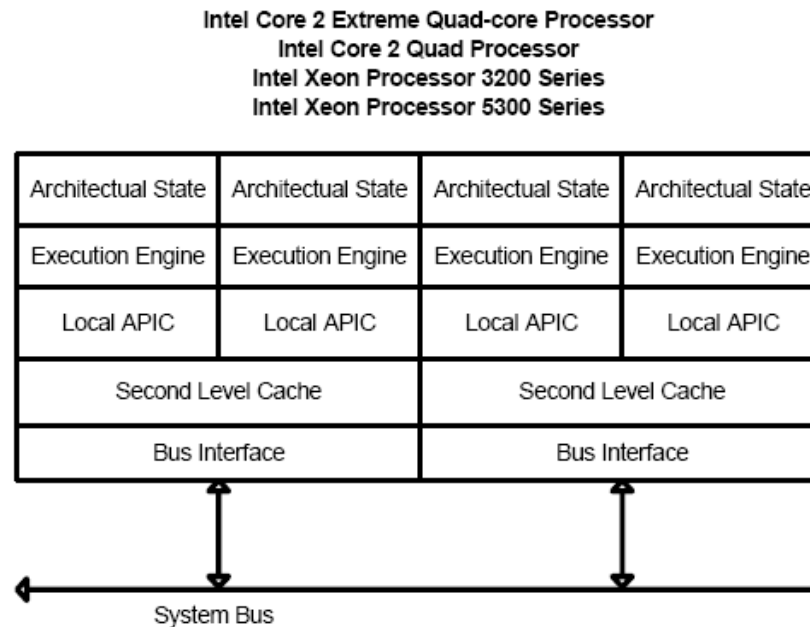 Intel Core 2 Extreme Quad-core Processor
Intel Core 2 Quad Processor
Intel Xeon Processor 3200 Series
Intel Xeon Processor 5300 Series
Architectual State Architectual State Architectual State Architectual State
Execution Engine Execution Engine Execution Engine Execution Engine
Local APIC Local APIC Local APIC Local APIC
Second Level Cache Second Level Cache
Bus Interface Bus Interface
System Bus